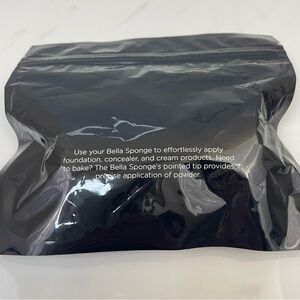 Use your Bella Sponge to effortlessly apply
foundation, concealer, and cream products. Need
to bake? The Bella Sponge's pointed tip provides
precise application of powder.